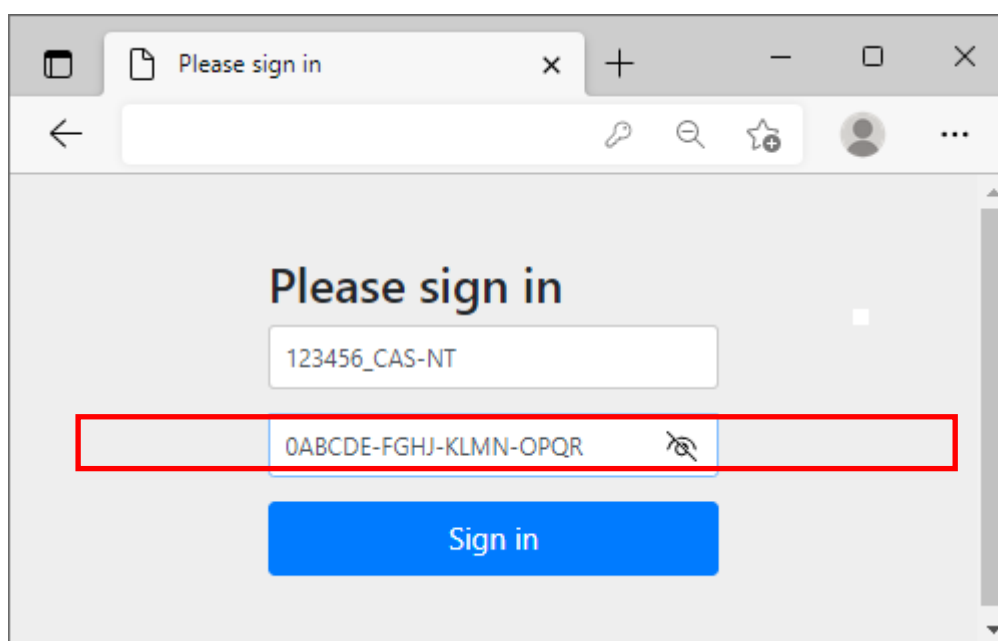 Please sign in
Please sign in
123456_CAS-NT
0ABCDE-FGHJ-KLMN-OPQR
Sign in